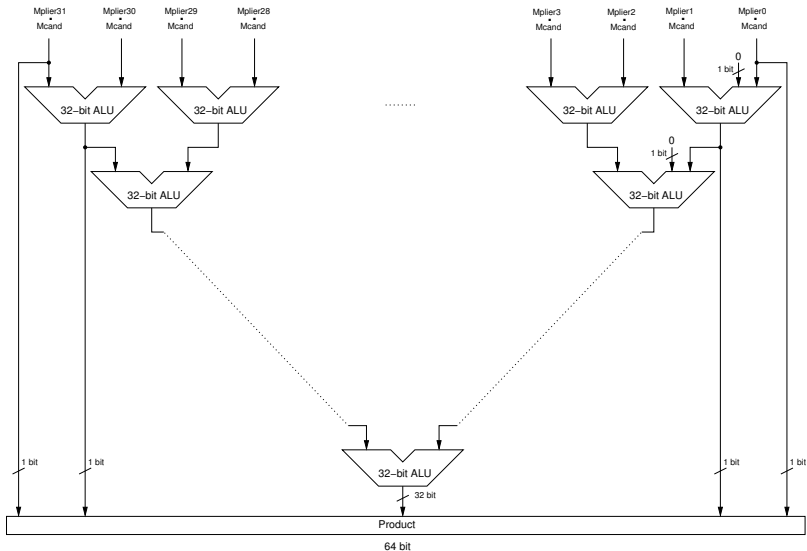 Mplier31 Mplier30 Mplier29 Mplier28 Mplier3 Mplier2 Mplier1 Mplier0
. . . . . . . .
Mcand Mcand Mcand Mcand Mcand Mcand Mcand Mcand
0
1 bit
32-bit ALU 32-bit ALU ........ 32-bit ALU 32-bit ALU
0
1 bit
32-bit ALU 32-bit ALU
1 bit 1 bit 1 bit 1 bit
32-bit ALU
32 bit
Product
64 bit